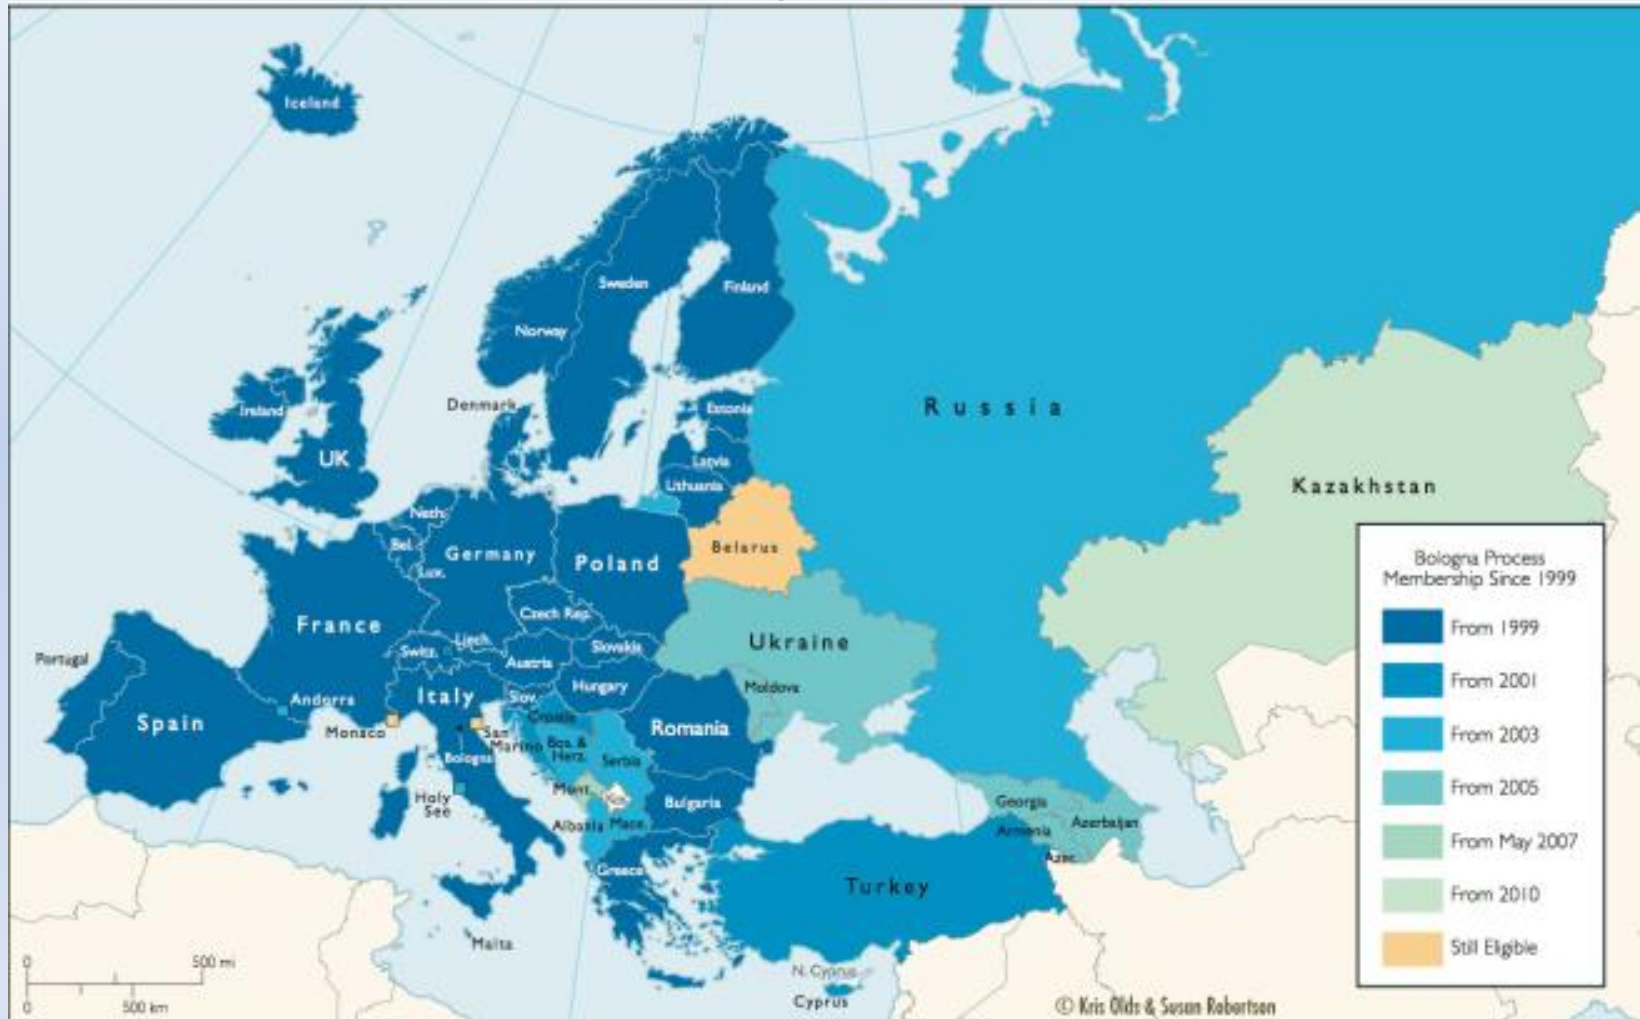 Iceland
Sweden
Finland
Norway
Denmark
Ireland
Estonia
UK
Latvia
Lithuania
Russia
Kazakhstan
Neth.
Bel.
Lux.
Germany
Poland
Belarus
Czech Rep.
France
Ukraine
Switz.
Liech.
Austria
Slovakia
Portugal
Spain
Andorra
Italy
Slov.
Hungary
Moldova
Monaco
San
Marino
Bologna
Croatia
Bos. &
Herz.
Serbia
Romania
Holy
See
Mont.
Bulgaria
Albania
Mace.
Georgia
Armenia
Azerbaijan
Azer.
Greece
Turkey
Malta
N. Cyprus
Cyprus
0 500 mi
0 500 km
Bologna Process
Membership Since 1999
From 1999
From 2001
From 2003
From 2005
From May 2007
From 2010
Still Eligible
© Kris Olds & Susan Robertson